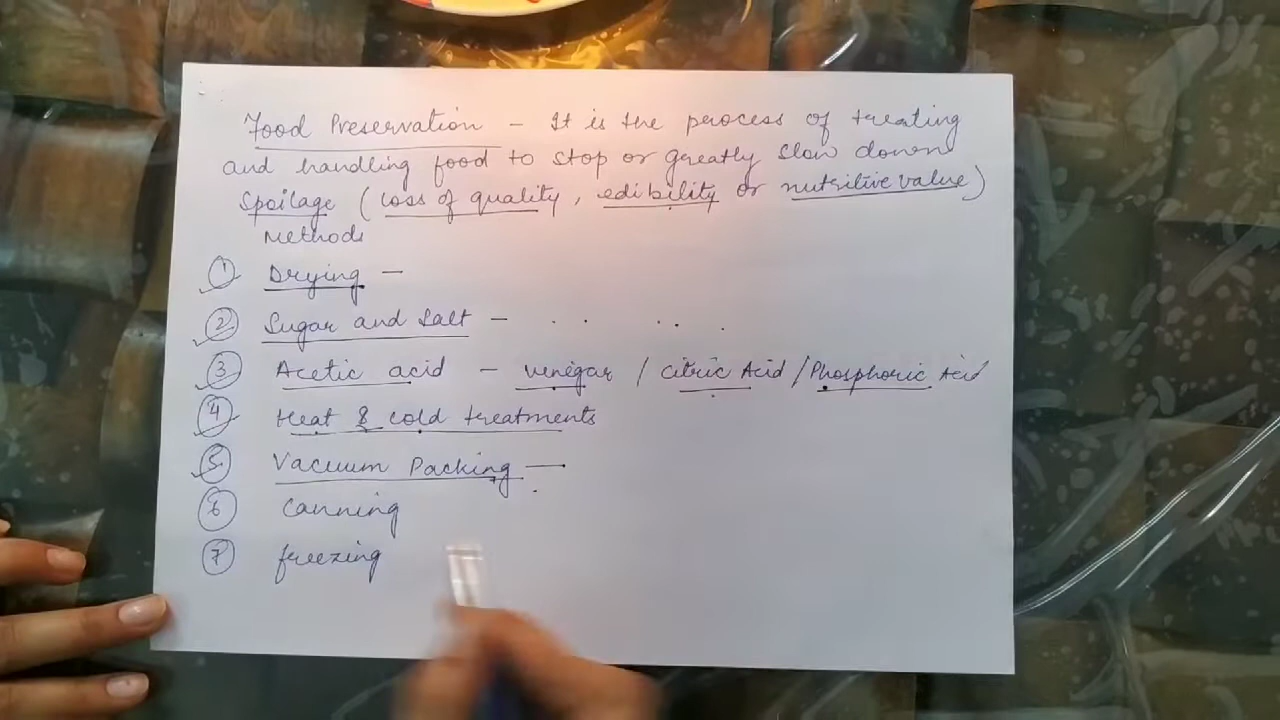 Food Preservation - It is the process of treating
and handling food to stop or greatly slow down
spoilage (loss of quality, edibility or nutritive value)
Methods
1 Drying -
2 Sugar and Salt -
3 Acetic acid - venegar / Citric Acid / Phosphoric Acid
4 Heat & cold treatments
5 Vacuum Packing -
6 Canning
7 freezing